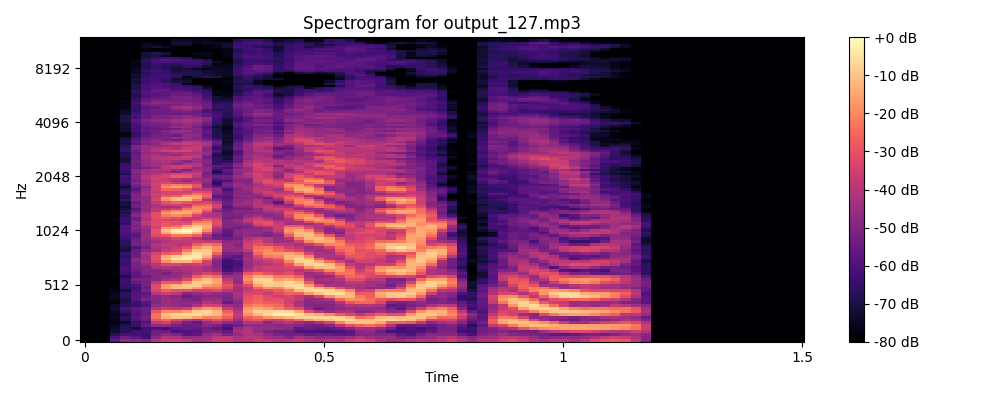 Spectrogram for output_127.mp3
Hz
8192
4096
2048
1024
512
0
0
0.5
1
1.5
Time
+0 dB
-10 dB
-20 dB
-30 dB
-40 dB
-50 dB
-60 dB
-70 dB
-80 dB